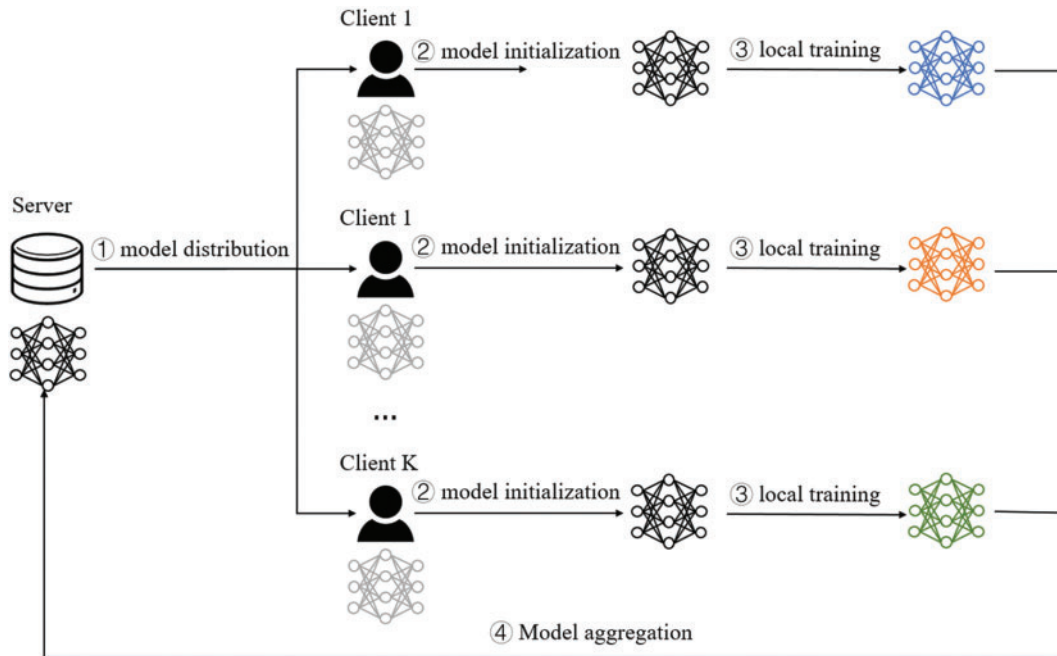 Client 1
② model initialization
③ local training
Server
① model distribution
Client 1
② model initialization
③ local training
...
Client K
② model initialization
③ local training
④ Model aggregation